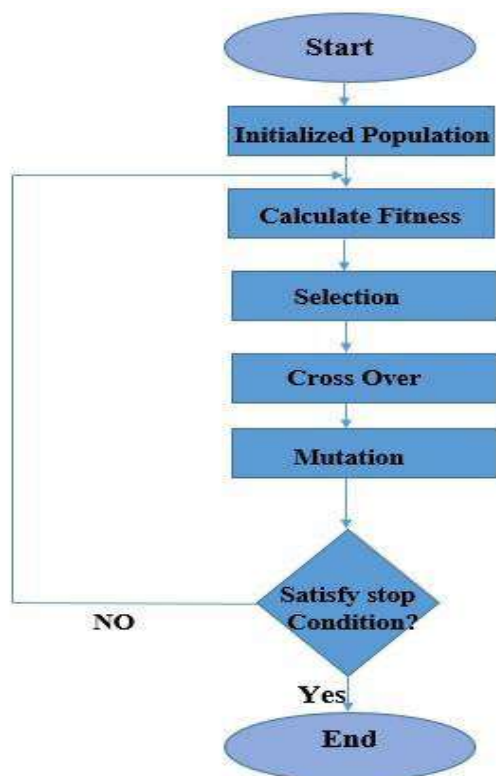 Start
Initialized Population
Calculate Fitness
Selection
Cross Over
Mutation
Satisfy stop
Condition?
NO
Yes
End